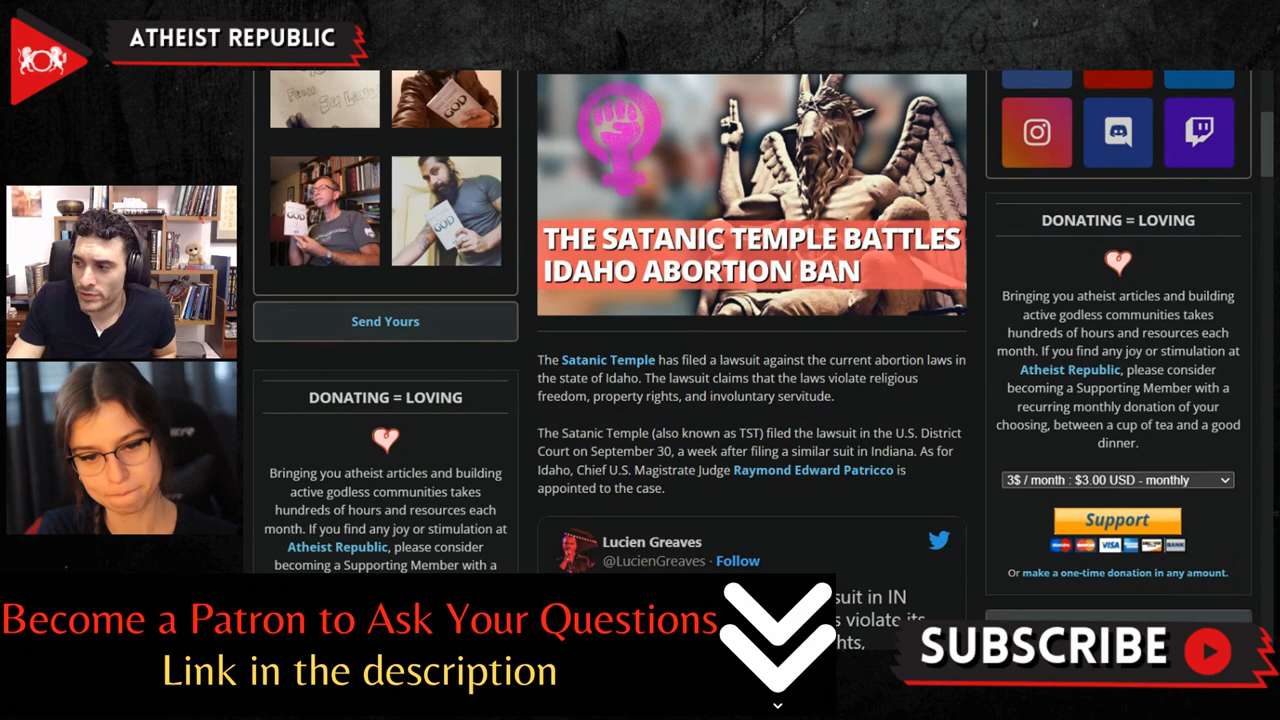 ATHEIST REPUBLIC
GOD
GOD
GOD
Send Yours
DONATING = LOVING
Bringing you atheist articles and building
active godless communities takes
hundreds of hours and resources each
month. If you find any joy or stimulation at
Atheist Republic, please consider
becoming a Supporting Member with a
THE SATANIC TEMPLE BATTLES
IDAHO ABORTION BAN
The Satanic Temple has filed a lawsuit against the current abortion laws in
the state of Idaho. The lawsuit claims that the laws violate religious
freedom, property rights, and involuntary servitude.
The Satanic Temple (also known as TST) filed the lawsuit in the U.S. District
Court on September 30, a week after filing a similar suit in Indiana. As for
Idaho, Chief U.S. Magistrate Judge Raymond Edward Patricco is
appointed to the case.
Lucien Greaves
@LucienGreaves · Follow
suit in IN
violate its
DONATING = LOVING
Bringing you atheist articles and building
active godless communities takes
hundreds of hours and resources each
month. If you find any joy or stimulation at
Atheist Republic, please consider
becoming a Supporting Member with a
recurring monthly donation of your
choosing, between a cup of tea and a good
dinner.
3$ / month : $3.00 USD - monthly
Support
VISA
BANK
Or make a one-time donation in any amount.
Become a Patron to Ask Your Questions
Link in the description
SUBSCRIBE